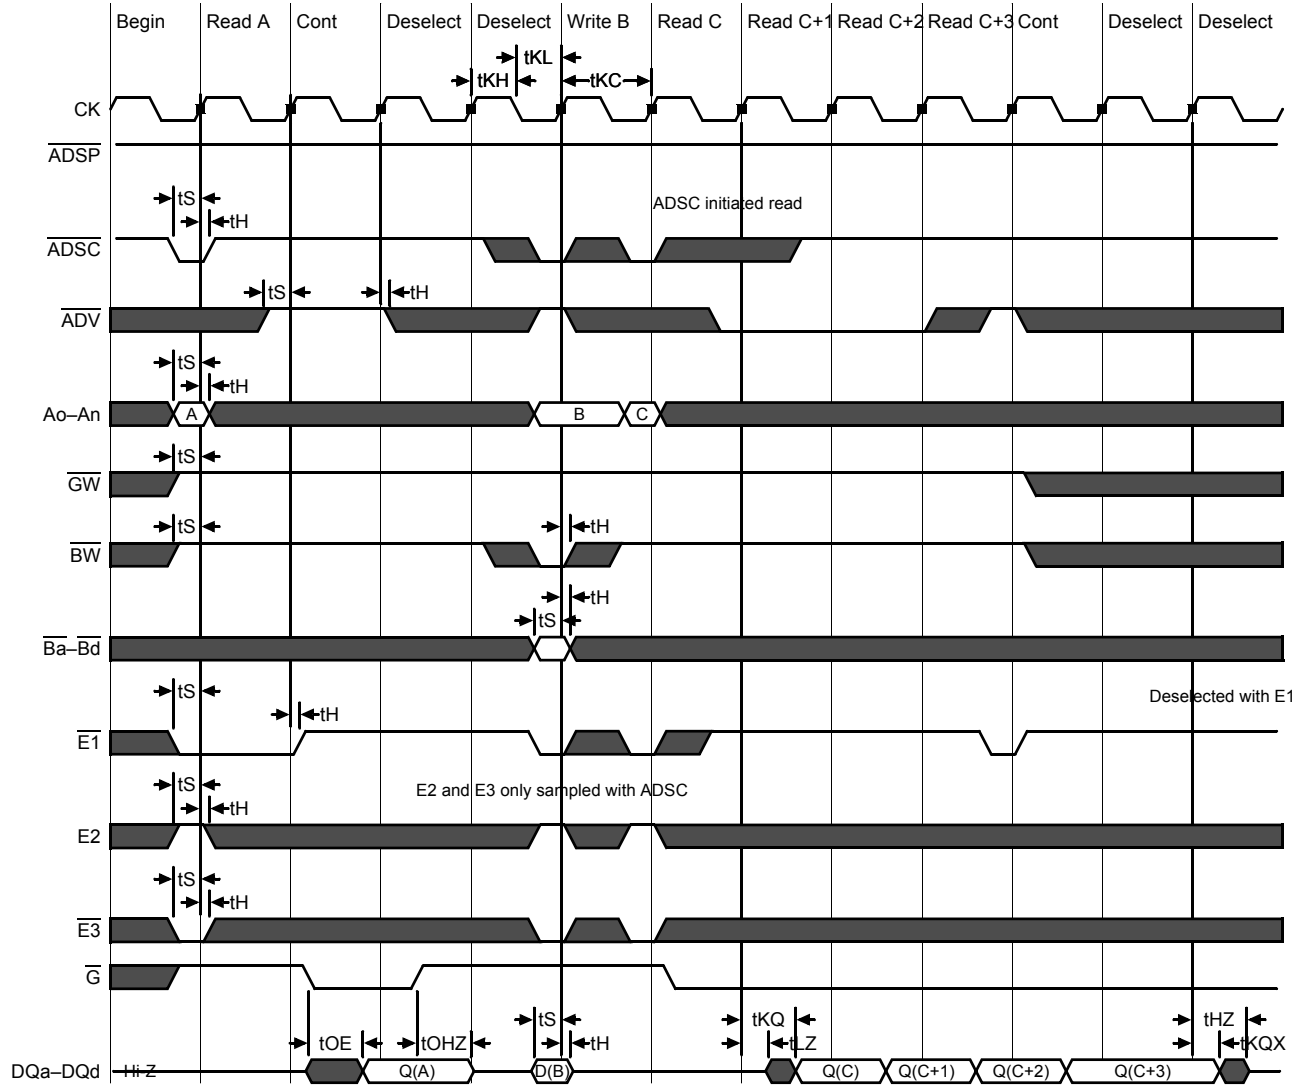 Begin Read A Cont Deselect Deselect Write B Read C Read C+1 Read C+2 Read C+3 Cont Deselect Deselect
tKL
tKH tKC
CK
ADSP
tS
ADSC initiated read
tH
ADSC
tS tH
ADV
tS
tH
Ao–An A B C
tS
GW
tS tH
BW
tH
tS
Ba–Bd
tS
Deselected with E1
tH
E1
tS
E2 and E3 only sampled with ADSC
tH
E2
tS
tH
E3
G
tS tKQ tHZ
tOE tOHZ tH tLZ tKQX
DQa–DQd Hi-Z Q(A) D(B) Q(C) Q(C+1) Q(C+2) Q(C+3)